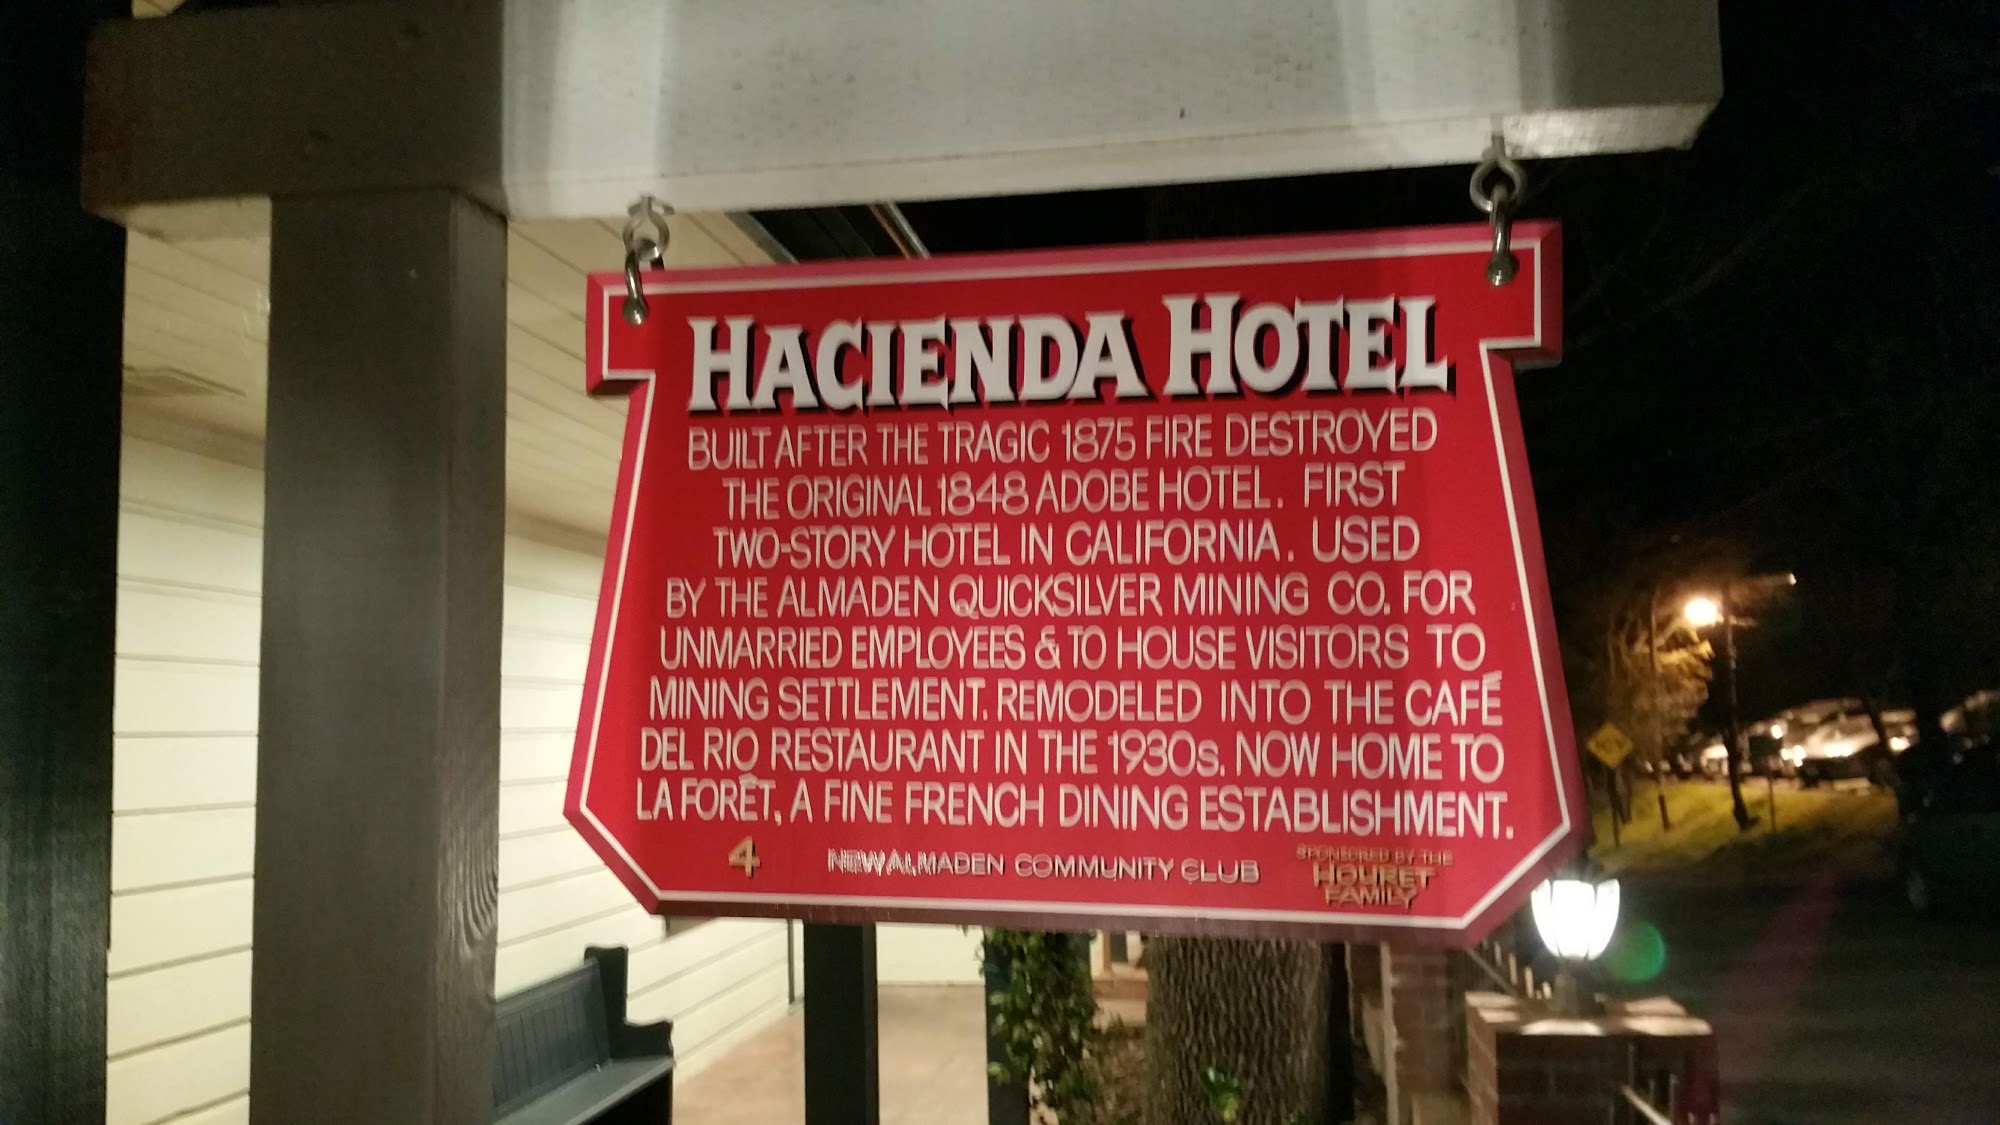 HACIENDA HOTEL
BUILT AFTER THE TRAGIC 1875 FIRE DESTROYED
THE ORIGINAL 1848 ADOBE HOTEL. FIRST
TWO-STORY HOTEL IN CALIFORNIA. USED
BY THE ALMADEN QUICKSILVER MINING CO. FOR
UNMARRIED EMPLOYEES & TO HOUSE VISITORS TO
MINING SETTLEMENT. REMODELED INTO THE CAFÉ
DEL RIO RESTAURANT IN THE 1930s. NOW HOME TO
LA FORÊT, A FINE FRENCH DINING ESTABLISHMENT.
4
NEW ALMADEN COMMUNITY CLUB
SPONSORED BY THE
HOURET
FAMILY